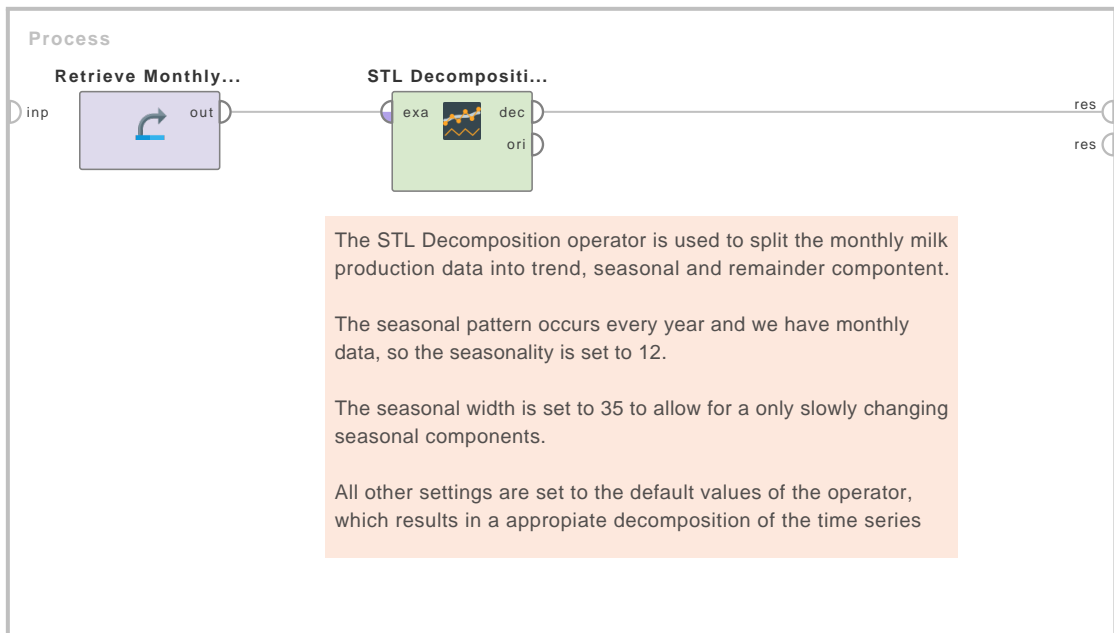 Process
Retrieve Monthly...
STL Decompositi...
inp
out
exa
dec
ori
res
res
The STL Decomposition operator is used to split the monthly milk
production data into trend, seasonal and remainder compontent.
The seasonal pattern occurs every year and we have monthly
data, so the seasonality is set to 12.
The seasonal width is set to 35 to allow for a only slowly changing
seasonal components.
All other settings are set to the default values of the operator,
which results in a appropiate decomposition of the time series